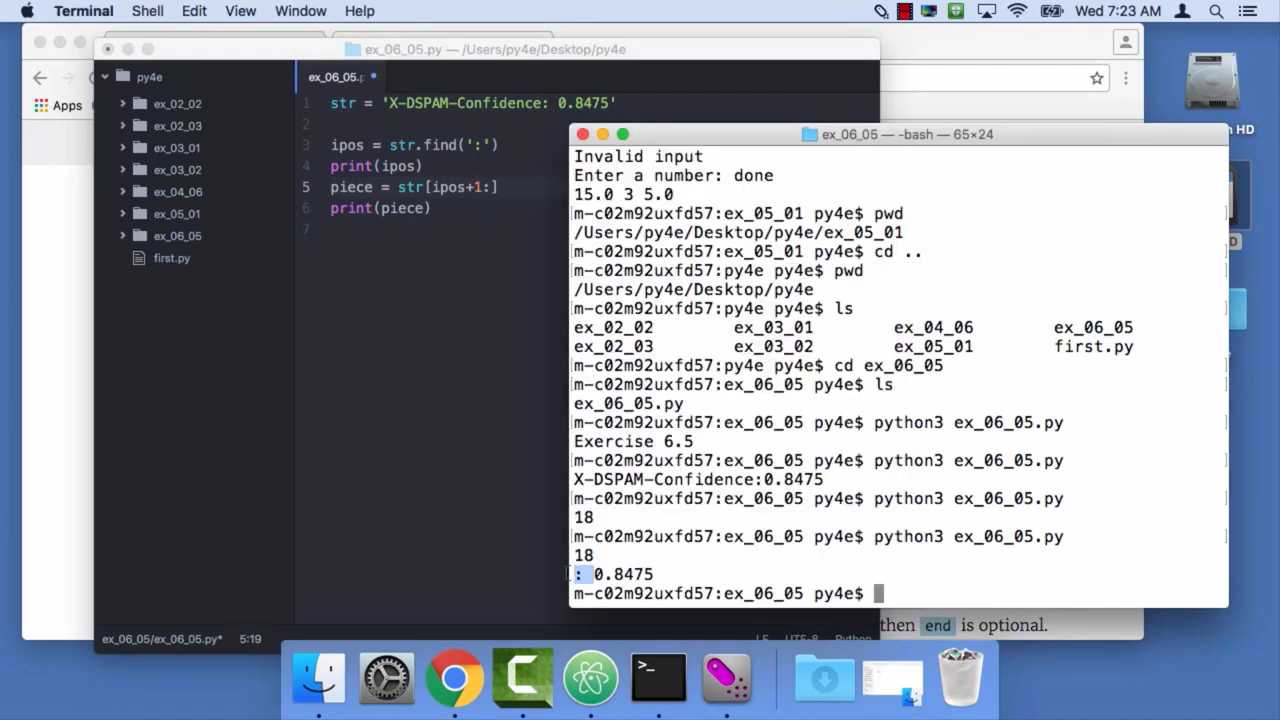 Terminal Shell Edit View Window Help Wed 7:23 AM
ex_06_05.py — /Users/py4e/Desktop/py4e
py4e
ex_06_05.p
ex_02_02
ex_02_03
ex_03_01
ex_03_02
ex_04_06
ex_05_01
ex_06_05
first.py
Apps
1 str = 'X-DSPAM-Confidence: 0.8475'
2
3 ipos = str.find(':')
4 print(ipos)
5 piece = str[ipos+1:]
6 print(piece)
7
ex_06_05 — -bash — 65×24
Invalid input
Enter a number: done
15.0 3 5.0
[m-c02m92uxfd57:ex_05_01 py4e$ pwd ]
/Users/py4e/Desktop/py4e/ex_05_01
[m-c02m92uxfd57:ex_05_01 py4e$ cd .. ]
[m-c02m92uxfd57:py4e py4e$ pwd ]
/Users/py4e/Desktop/py4e
[m-c02m92uxfd57:py4e py4e$ ls ]
ex_02_02 ex_03_01 ex_04_06 ex_06_05
ex_02_03 ex_03_02 ex_05_01 first.py
[m-c02m92uxfd57:py4e py4e$ cd ex_06_05 ]
[m-c02m92uxfd57:ex_06_05 py4e$ ls ]
ex_06_05.py
[m-c02m92uxfd57:ex_06_05 py4e$ python3 ex_06_05.py ]
Exercise 6.5
[m-c02m92uxfd57:ex_06_05 py4e$ python3 ex_06_05.py ]
X-DSPAM-Confidence:0.8475
[m-c02m92uxfd57:ex_06_05 py4e$ python3 ex_06_05.py ]
18
[m-c02m92uxfd57:ex_06_05 py4e$ python3 ex_06_05.py ]
18
: 0.8475
m-c02m92uxfd57:ex_06_05 py4e$
HD
D
then end is optional.
ex_06_05/ex_06_05.py* 5:19 LF UTF-8 Python
>_